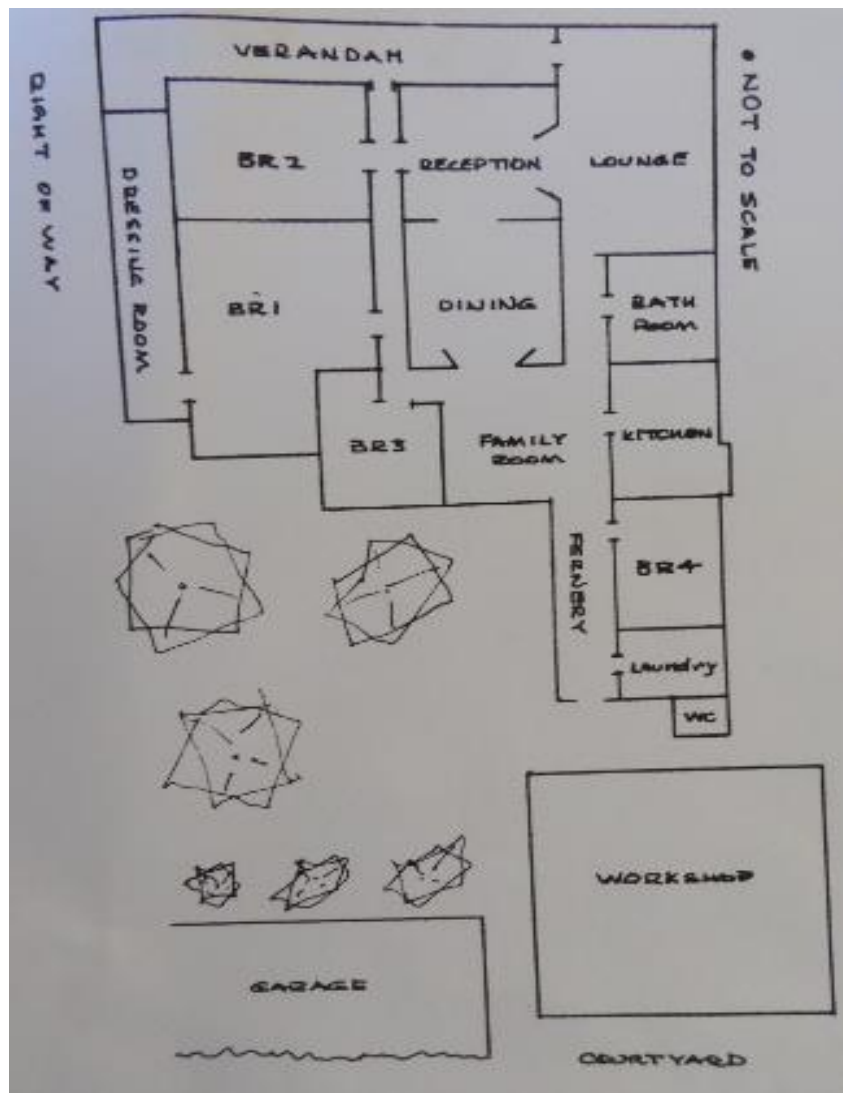 VERANDAH
• NOT TO SCALE
RIGHT OF WAY
BR2
RECEPTION
LOUNGE
DRESSING ROOM
BR1
DINING
BATH
ROOM
BR3
FAMILY
ROOM
KITCHEN
FERNERY
BR4
Laundry
WC
WORKSHOP
GARAGE
COURTYARD